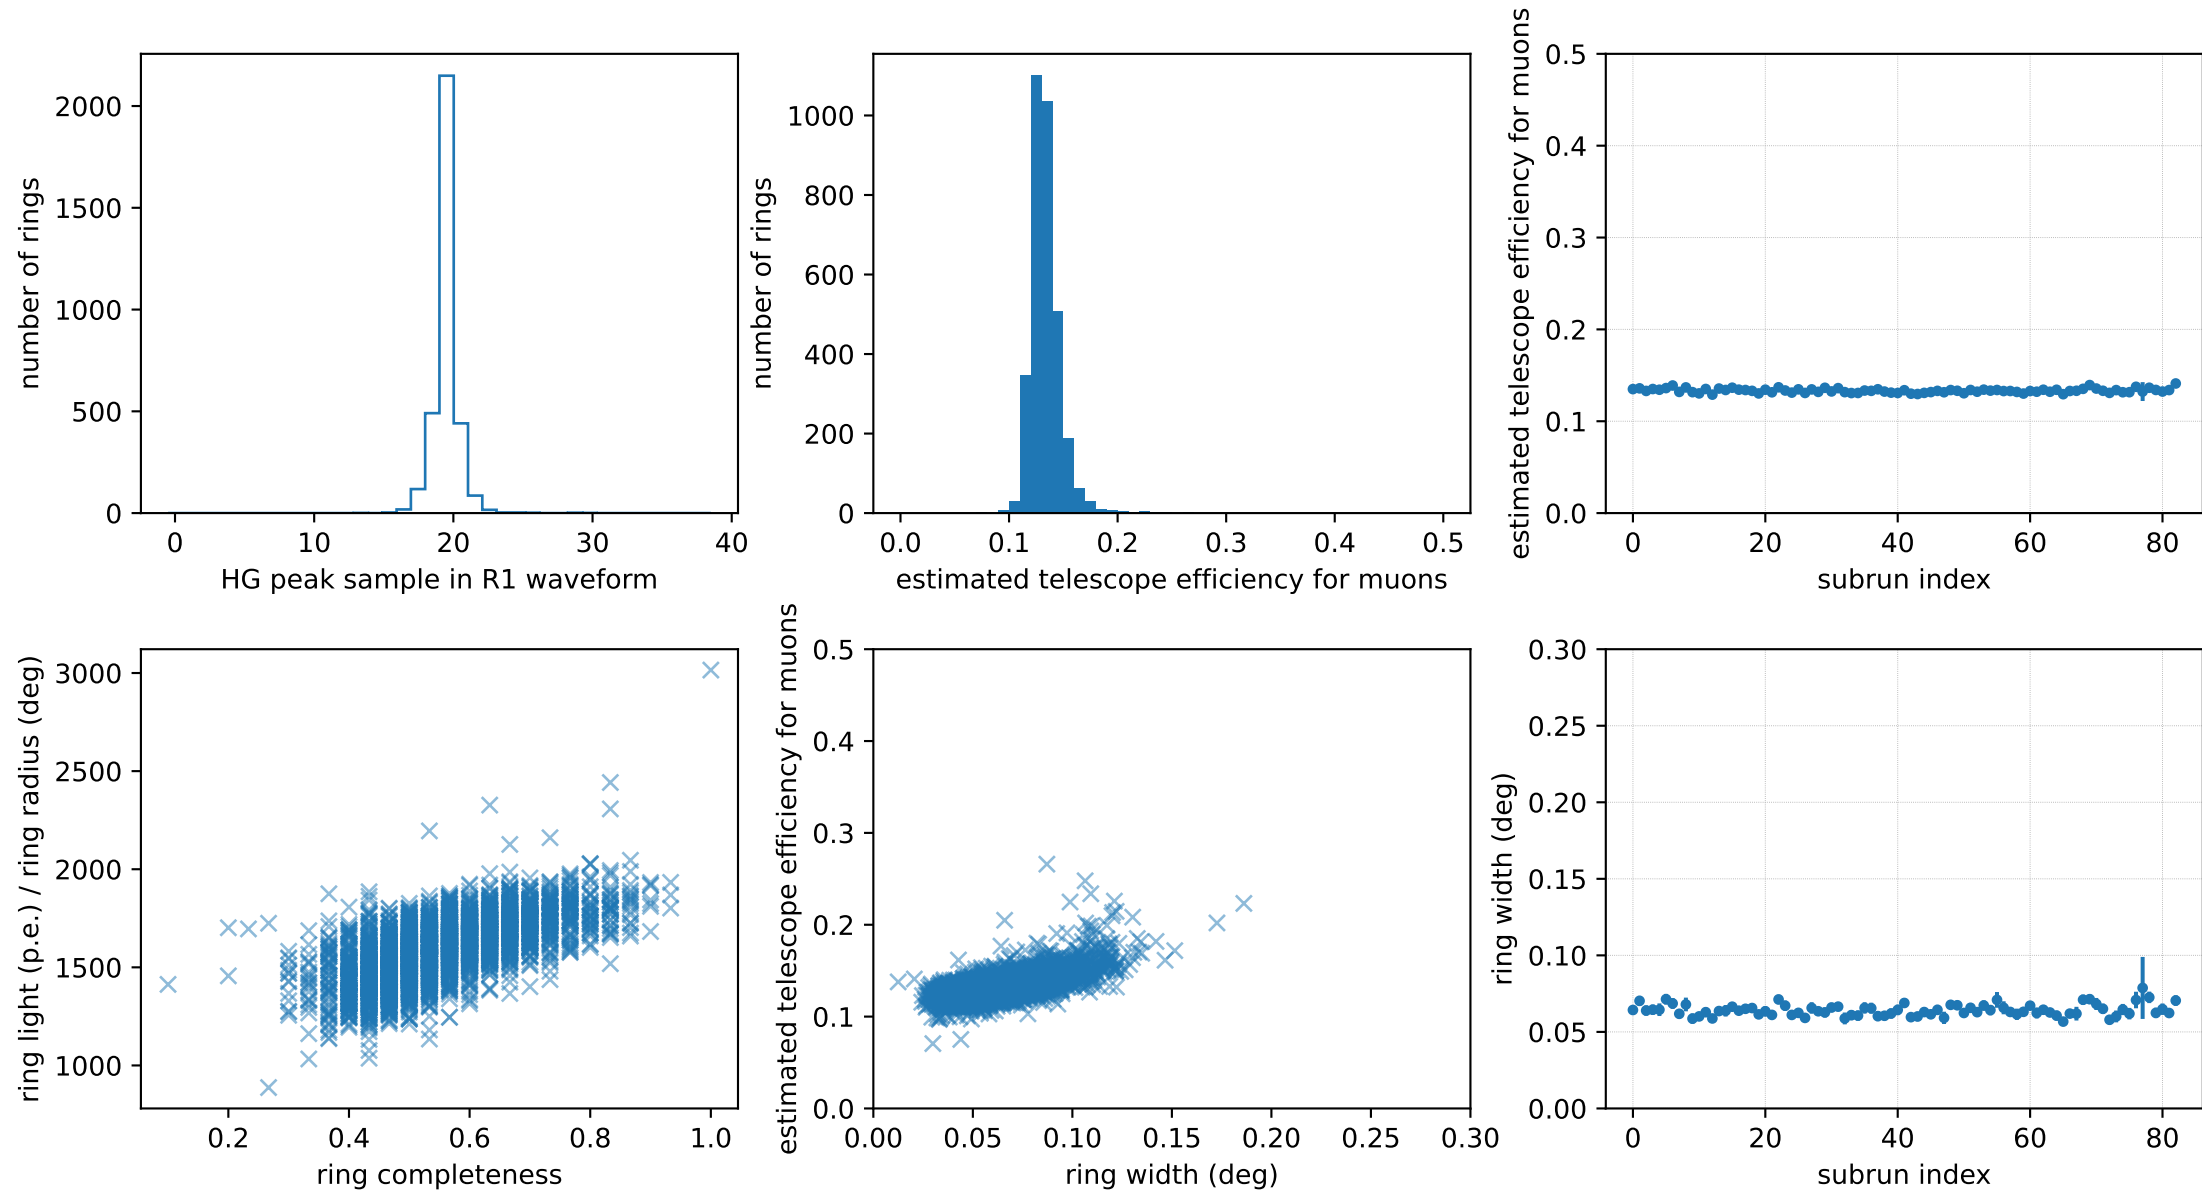 number of rings
2000
1500
1000
500
0
0 10 20 30 40
HG peak sample in R1 waveform
number of rings
1000
800
600
400
200
0
0.0 0.1 0.2 0.3 0.4 0.5
estimated telescope efficiency for muons
estimated telescope efficiency for muons
0.5
0.4
0.3
0.2
0.1
0.0
0 20 40 60 80
subrun index
ring light (p.e.) / ring radius (deg)
3000
2500
2000
1500
1000
0.2 0.4 0.6 0.8 1.0
ring completeness
estimated telescope efficiency for muons
0.5
0.4
0.3
0.2
0.1
0.0
0.00 0.05 0.10 0.15 0.20 0.25 0.30
ring width (deg)
ring width (deg)
0.30
0.25
0.20
0.15
0.10
0.05
0.00
0 20 40 60 80
subrun index